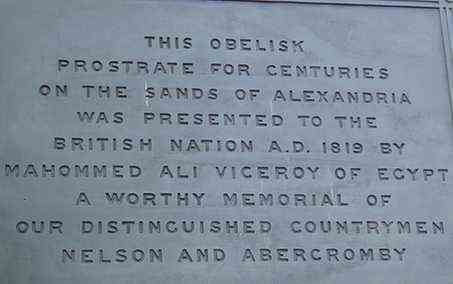 THIS OBELISK
PROSTRATE FOR CENTURIES
ON THE SANDS OF ALEXANDRIA
WAS PRESENTED TO THE
BRITISH NATION A.D. 1819 BY
MAHOMMED ALI VICEROY OF EGYPT
A WORTHY MEMORIAL OF
OUR DISTINGUISHED COUNTRYMEN
NELSON AND ABERCROMBY